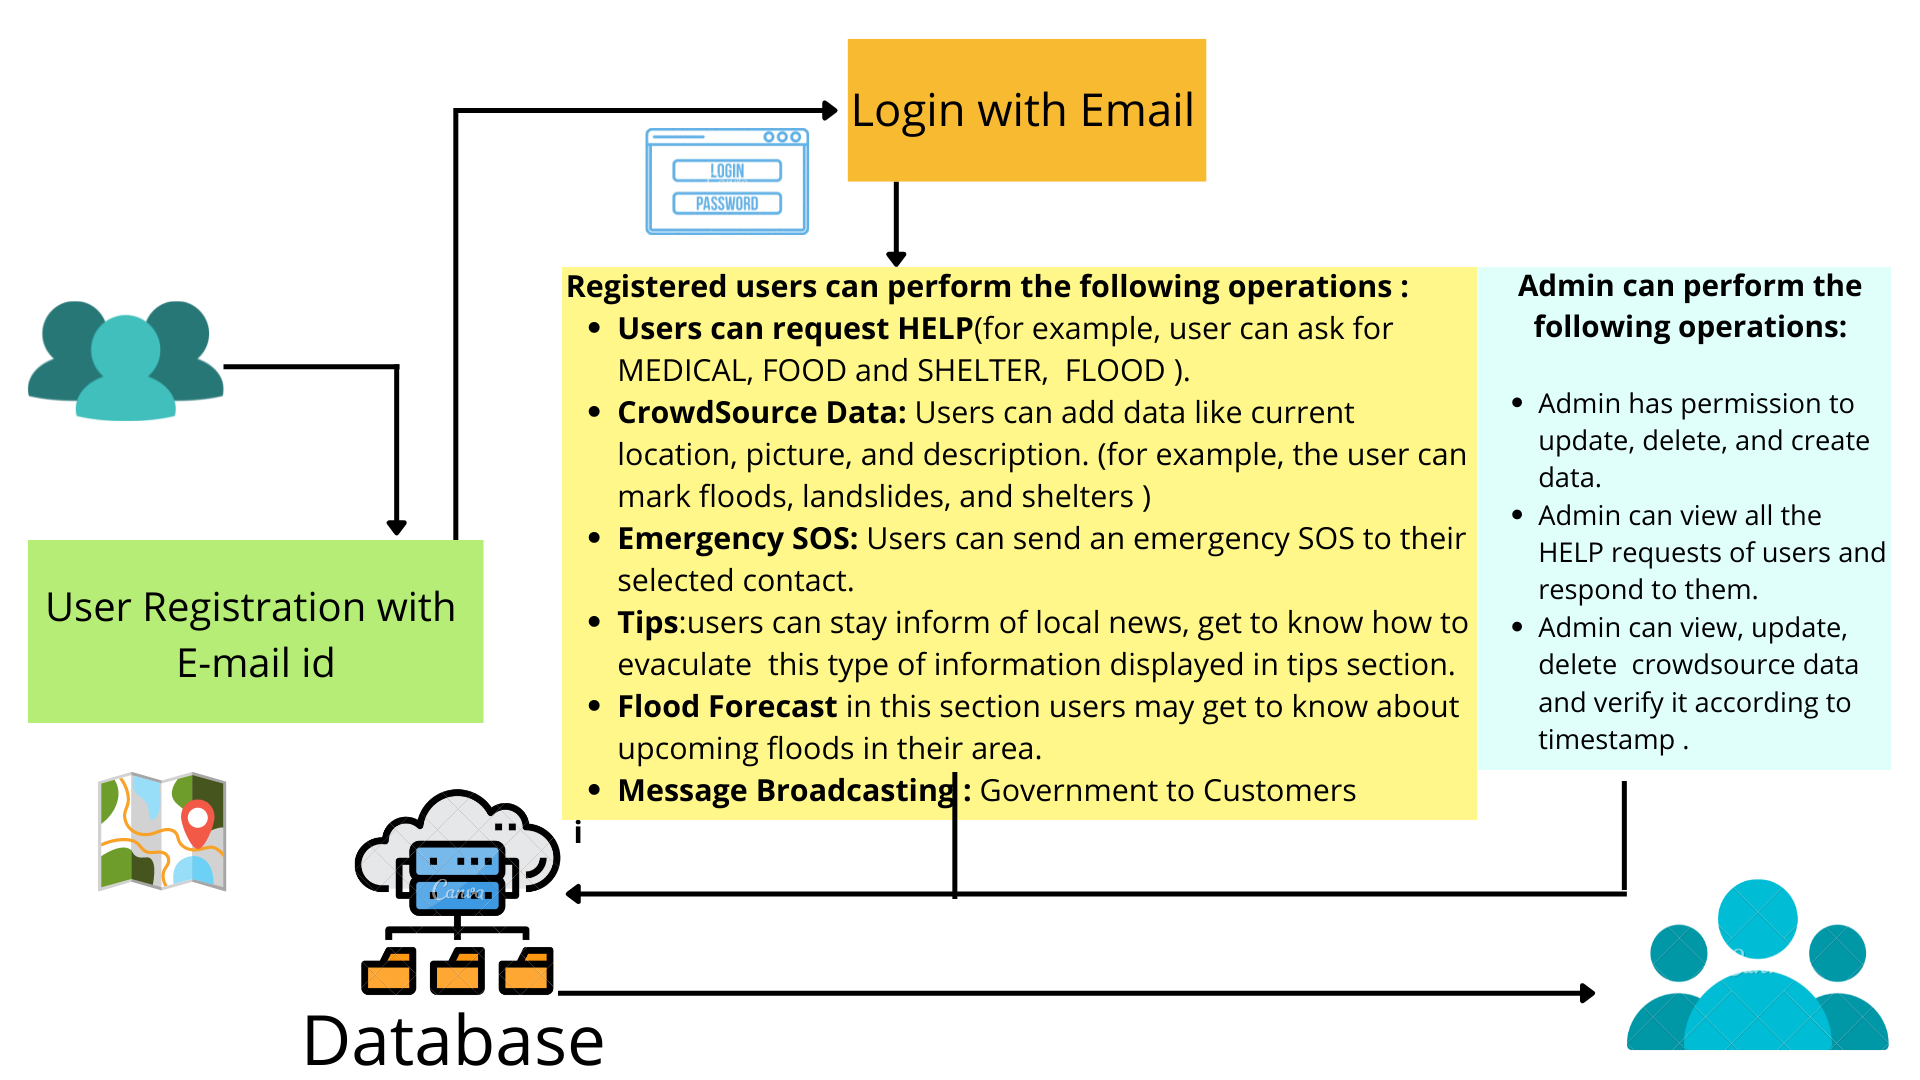 Login with Email
LOGIN
PASSWORD
User Registration with
E-mail id
Registered users can perform the following operations :
• Users can request HELP(for example, user can ask for
MEDICAL, FOOD and SHELTER,  FLOOD ).
• CrowdSource Data: Users can add data like current
location, picture, and description. (for example, the user can
mark floods, landslides, and shelters )
• Emergency SOS: Users can send an emergency SOS to their
selected contact.
• Tips:users can stay inform of local news, get to know how to
evaculate  this type of information displayed in tips section.
• Flood Forecast in this section users may get to know about
upcoming floods in their area.
• Message Broadcasting : Government to Customers
i
Admin can perform the
following operations:
• Admin has permission to
update, delete, and create
data.
• Admin can view all the
HELP requests of users and
respond to them.
• Admin can view, update,
delete  crowdsource data
and verify it according to
timestamp .
Canva
Database